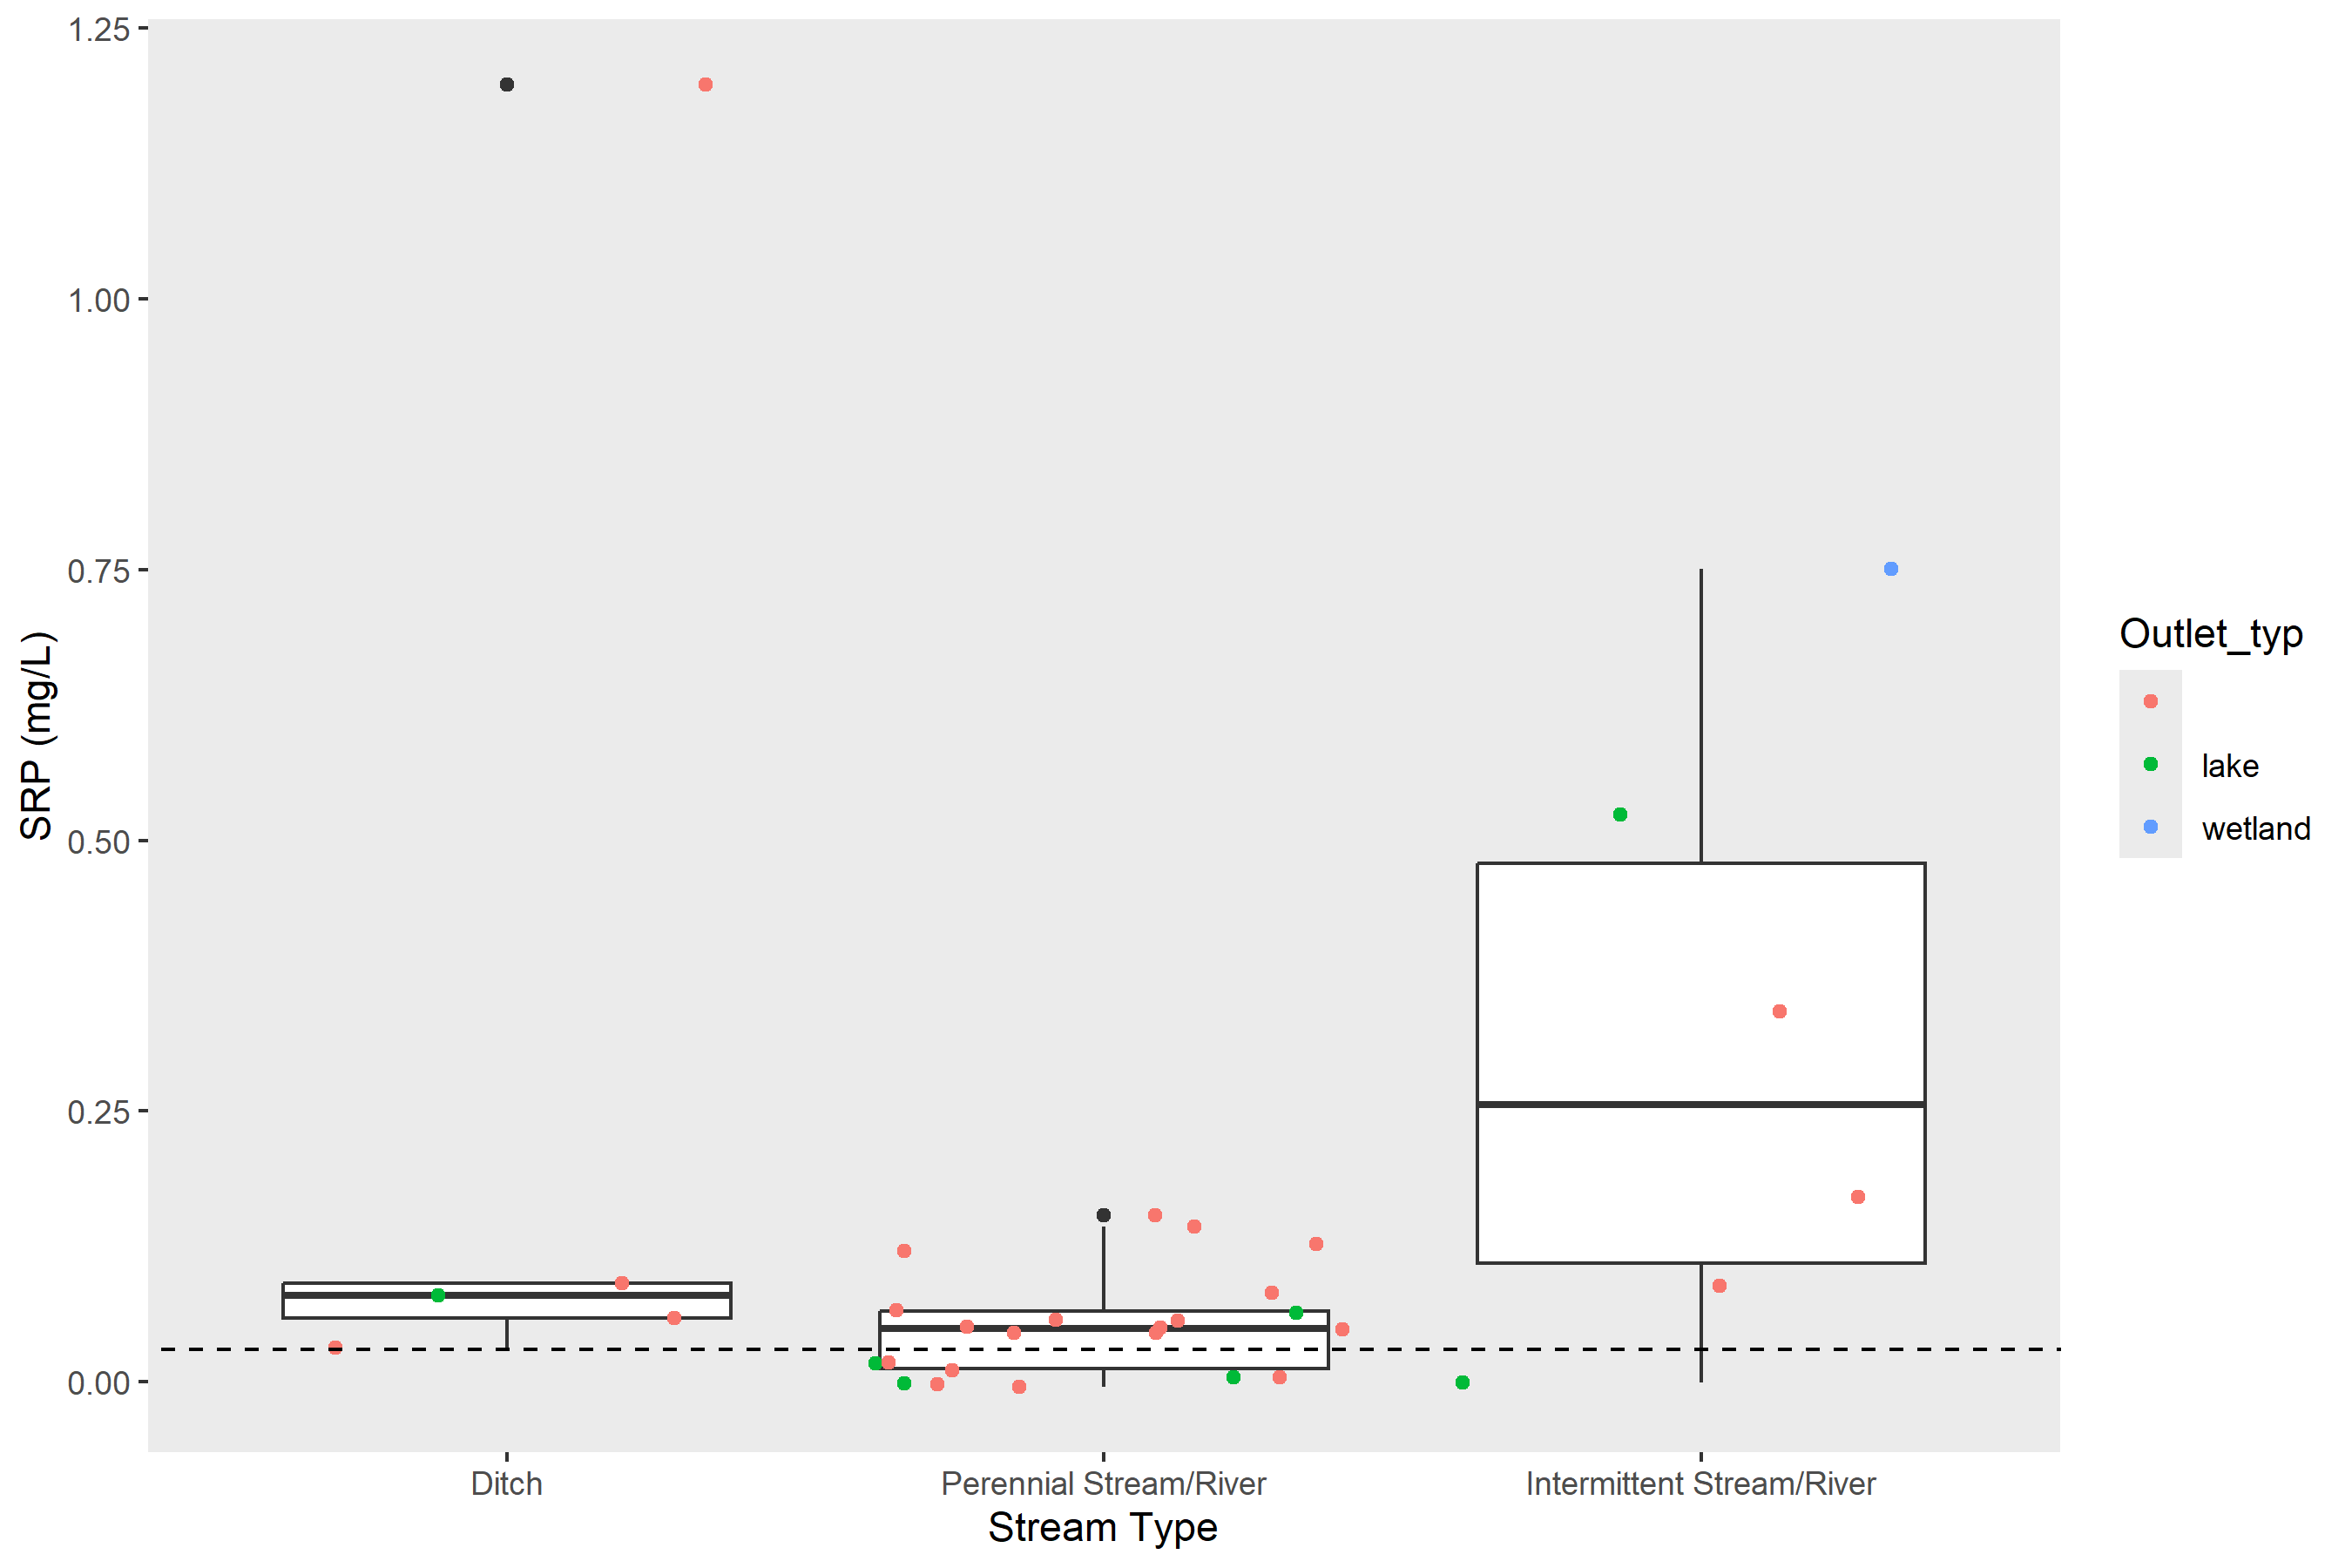 1.25
1.00
0.75
0.50
0.25
0.00
SRP (mg/L)
Ditch
Perennial Stream/River
Intermittent Stream/River
Stream Type
Outlet_typ
lake
wetland